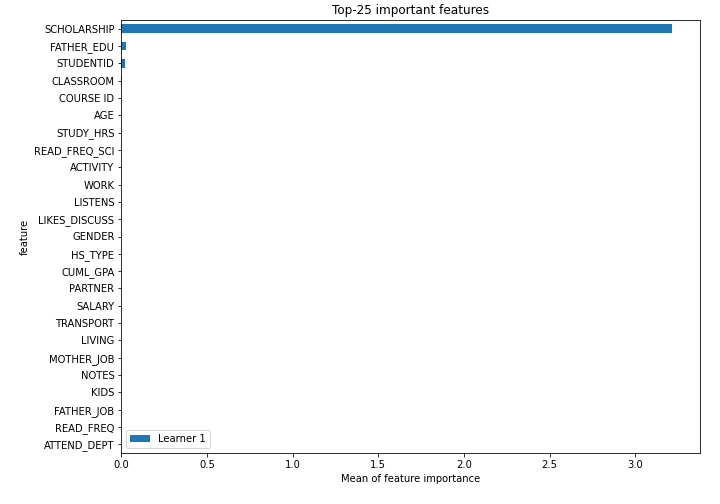 Top-25 important features
SCHOLARSHIP
FATHER_EDU
STUDENTID
CLASSROOM
COURSE ID
AGE
STUDY_HRS
READ_FREQ_SCI
ACTIVITY
WORK
LISTENS
LIKES_DISCUSS
GENDER
HS_TYPE
CUML_GPA
PARTNER
SALARY
TRANSPORT
LIVING
MOTHER_JOB
NOTES
KIDS
FATHER_JOB
READ_FREQ
ATTEND_DEPT
feature
Learner 1
0.0 0.5 1.0 1.5 2.0 2.5 3.0
Mean of feature importance